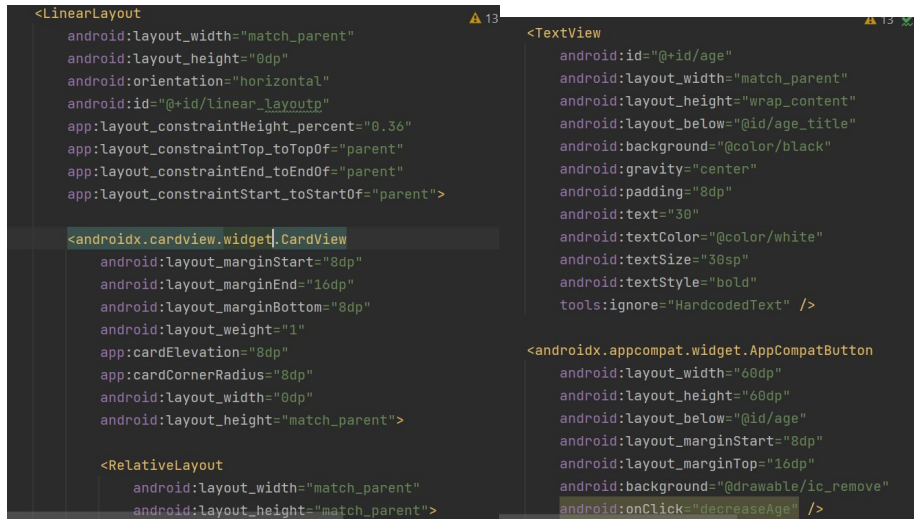 <LinearLayout
13
android:layout_width="match_parent"
android:layout_height="0dp"
android:orientation="horizontal"
android:id="@+id/linear_layoutp"
app:layout_constraintHeight_percent="0.36"
app:layout_constraintTop_toTopOf="parent"
app:layout_constraintEnd_toEndOf="parent"
app:layout_constraintStart_toStartOf="parent">
<androidx.cardview.widget.CardView
android:layout_marginStart="8dp"
android:layout_marginEnd="16dp"
android:layout_marginBottom="8dp"
android:layout_weight="1"
app:cardElevation="8dp"
app:cardCornerRadius="8dp"
android:layout_width="0dp"
android:layout_height="match_parent">
<RelativeLayout
android:layout_width="match_parent"
android:layout_height="match_parent">
13
<TextView
android:id="@+id/age"
android:layout_width="match_parent"
android:layout_height="wrap_content"
android:layout_below="@id/age_title"
android:background="@color/black"
android:gravity="center"
android:padding="8dp"
android:text="30"
android:textColor="@color/white"
android:textSize="30sp"
android:textStyle="bold"
tools:ignore="HardcodedText" />
<androidx.appcompat.widget.AppCompatButton
android:layout_width="60dp"
android:layout_height="60dp"
android:layout_below="@id/age"
android:layout_marginStart="8dp"
android:layout_marginTop="16dp"
android:background="@drawable/ic_remove"
android:onClick="decreaseAge" />